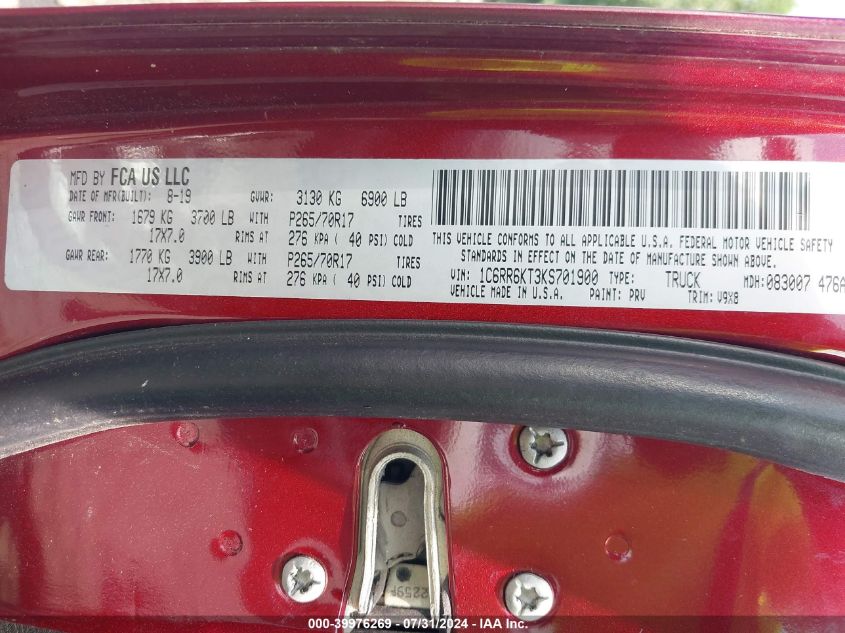 MFD BY FCA US LLC
DATE OF MFR(BUILT): 8-19 GVWR: 3130 KG 6900 LB
GAWR FRONT: 1679 KG 3700 LB WITH P265/70R17 TIRES
17X7.0 RIMS AT 276 KPA ( 40 PSI) COLD
GAWR REAR: 1770 KG 3900 LB WITH P265/70R17 TIRES
17X7.0 RIMS AT 276 KPA ( 40 PSI) COLD
THIS VEHICLE CONFORMS TO ALL APPLICABLE U.S.A. FEDERAL MOTOR VEHICLE SAFETY
STANDARDS IN EFFECT ON THE DATE OF MANUFACTURE SHOWN ABOVE.
VIN: 1C6RR6KT3KS701900 TYPE: TRUCK MDH: 083007 476A
VEHICLE MADE IN U.S.A. PAINT: PRV TRIM: V9X8
000-39976269 - 07/31/2024 - IAA Inc.